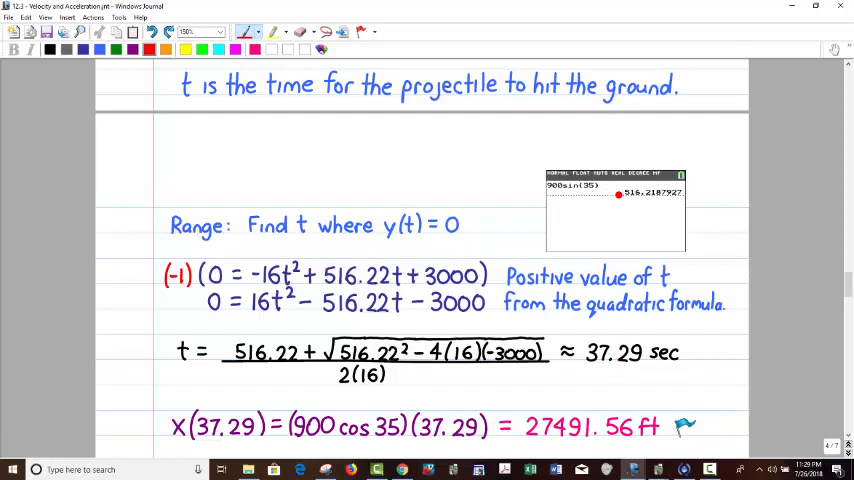 12.3 - Velocity and Acceleration.jnt - Windows Journal
File Edit View Insert Actions Tools Help
150%
B I
t is the time for the projectile to hit the ground.
NORMAL FLOAT AUTO REAL DEGREE MP
900sin(35)
516.2187927
Range: Find t where y(t) = 0
(-1) (0 = -16t² + 516.22t + 3000) Positive value of t
0 = 16t² - 516.22t - 3000 from the quadratic formula.
t = 516.22 + √516.22² - 4(16)(-3000) ≈ 37.29 sec
2(16)
x(37.29) = (900 cos 35)(37.29) = 27491.56 ft
4/7
Type here to search
11:29 PM
7/26/2018